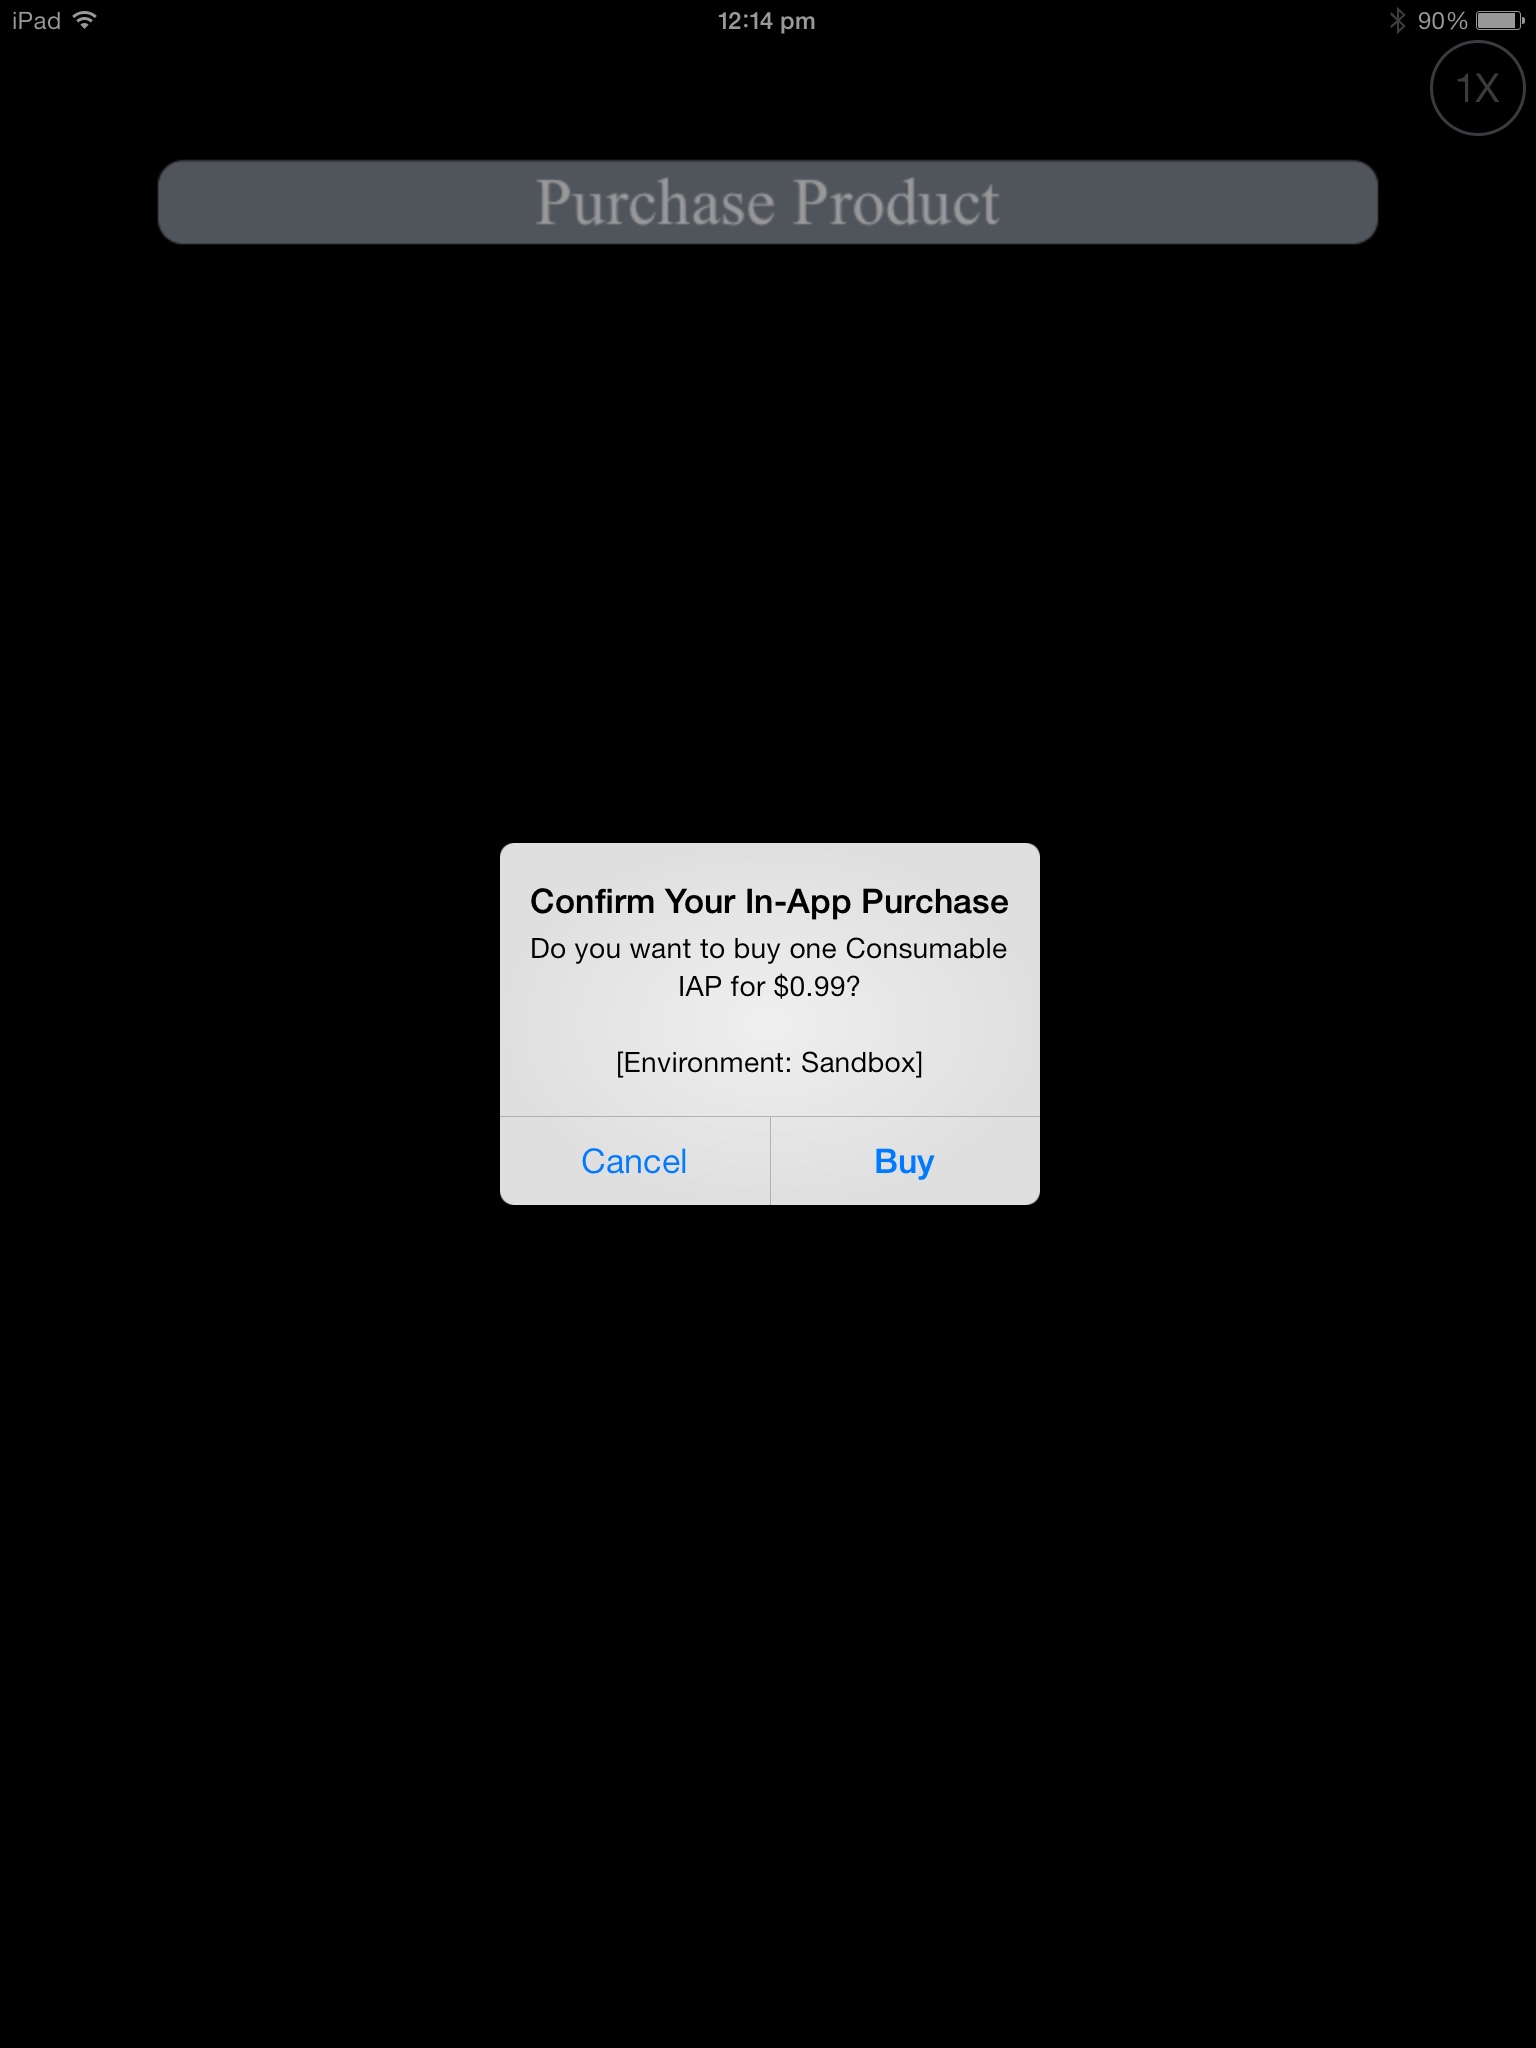 iPad
12:14 pm
90%
1X
Purchase Product
Confirm Your In-App Purchase
Do you want to buy one Consumable
IAP for $0.99?
[Environment: Sandbox]
Cancel
Buy